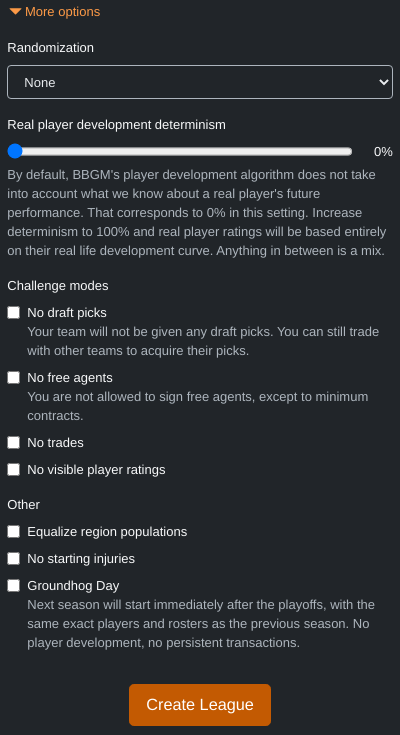 More options
Randomization
None
Real player development determinism
0%
By default, BBGM's player development algorithm does not take
into account what we know about a real player's future
performance. That corresponds to 0% in this setting. Increase
determinism to 100% and real player ratings will be based entirely
on their real life development curve. Anything in between is a mix.
Challenge modes
No draft picks
Your team will not be given any draft picks. You can still trade
with other teams to acquire their picks.
No free agents
You are not allowed to sign free agents, except to minimum
contracts.
No trades
No visible player ratings
Other
Equalize region populations
No starting injuries
Groundhog Day
Next season will start immediately after the playoffs, with the
same exact players and rosters as the previous season. No
player development, no persistent transactions.
Create League